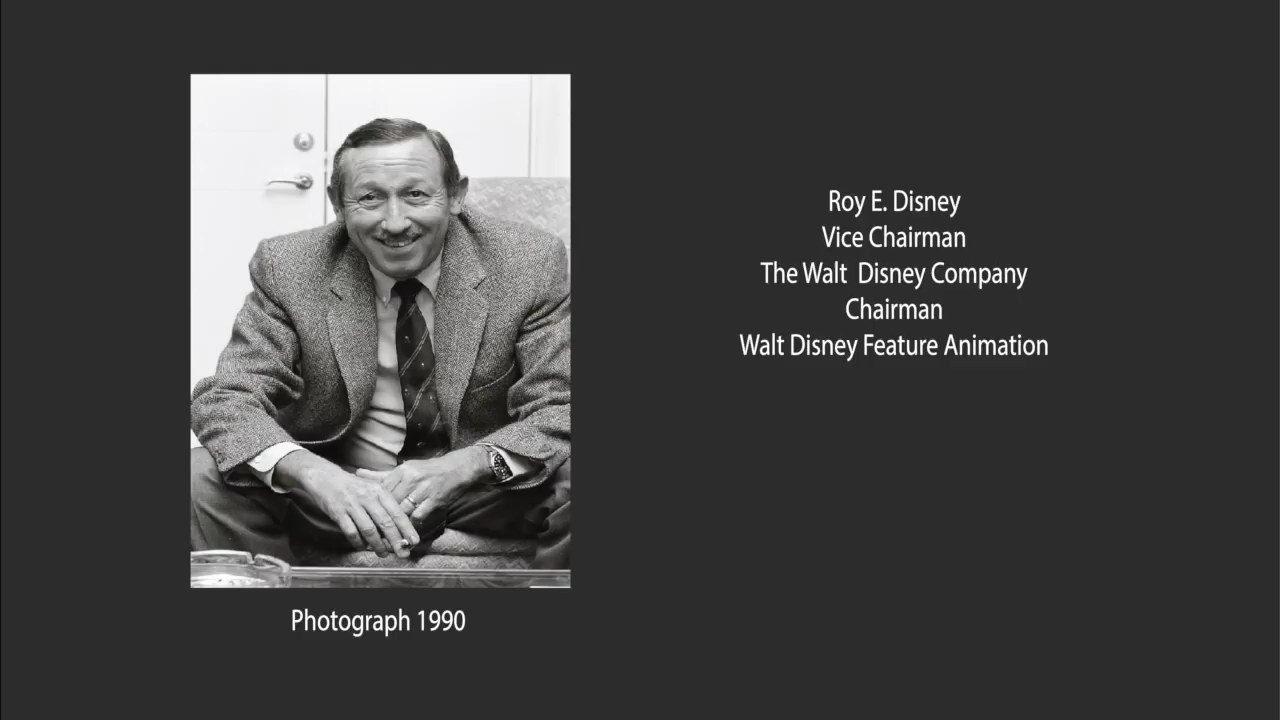 Roy E. Disney
Vice Chairman
The Walt  Disney Company
Chairman
Walt Disney Feature Animation
Photograph 1990